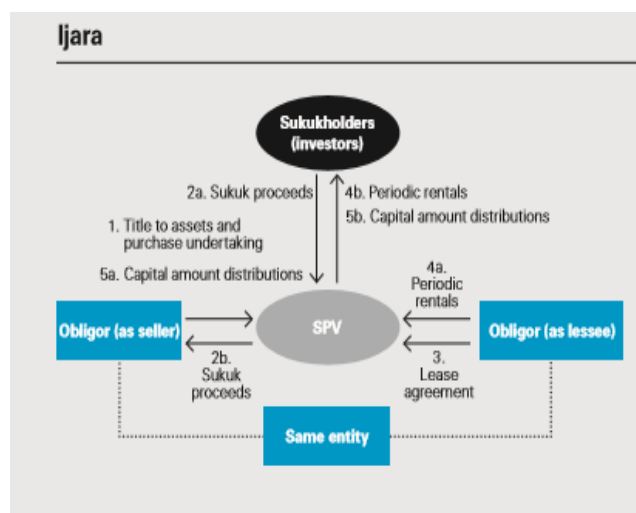 Ijara
Sukukholders
(investors)
2a. Sukuk proceeds
4b. Periodic rentals
5b. Capital amount distributions
1. Title to assets and
purchase undertaking
5a. Capital amount distributions
4a.
Periodic
rentals
Obligor (as seller)
SPV
Obligor (as lessee)
2b.
Sukuk
proceeds
3.
Lease
agreement
Same entity